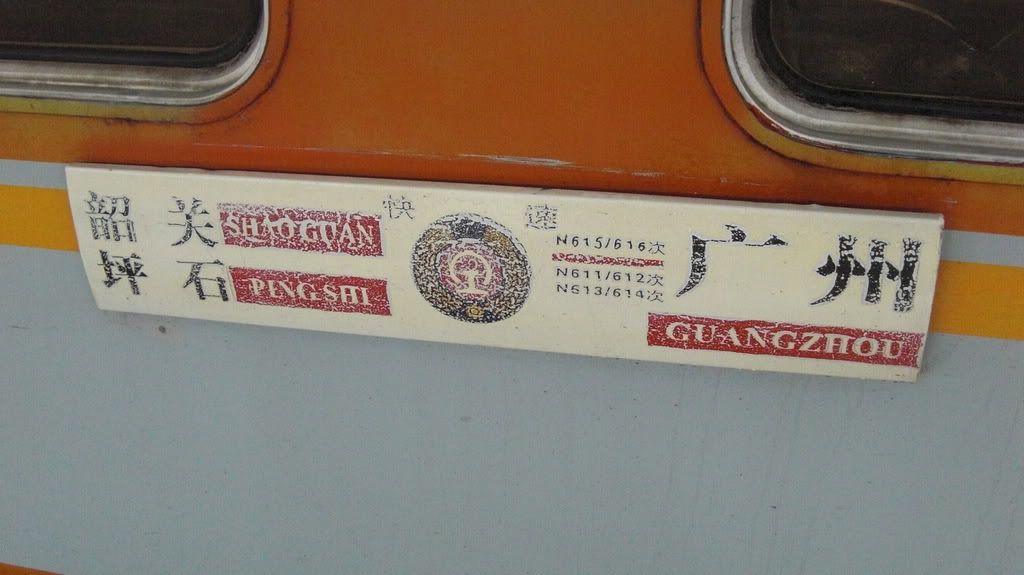 韶 关 SHAOGUAN
坪 石 PING SHI
快 速
N615/616次
N611/612次
N613/614次
广 州
GUANGZHOU